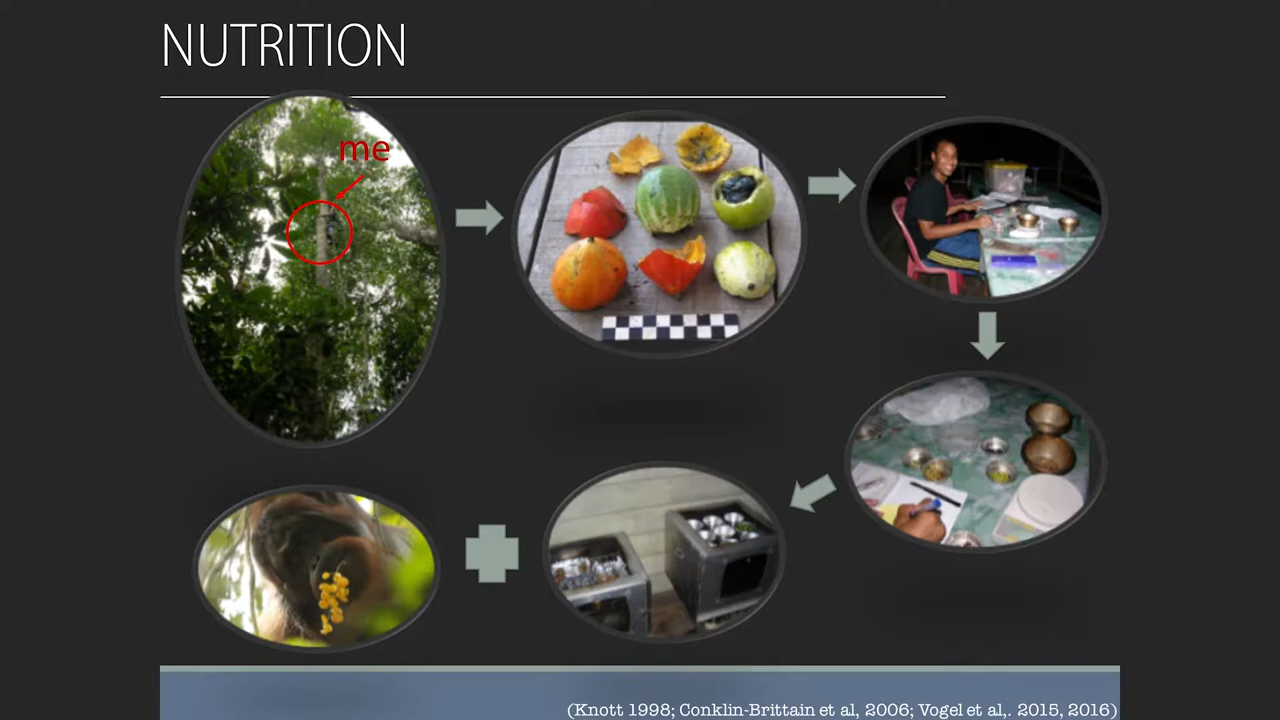 NUTRITION
me
(Knott 1998; Conklin-Brittain et al, 2006; Vogel et al,. 2015, 2016)